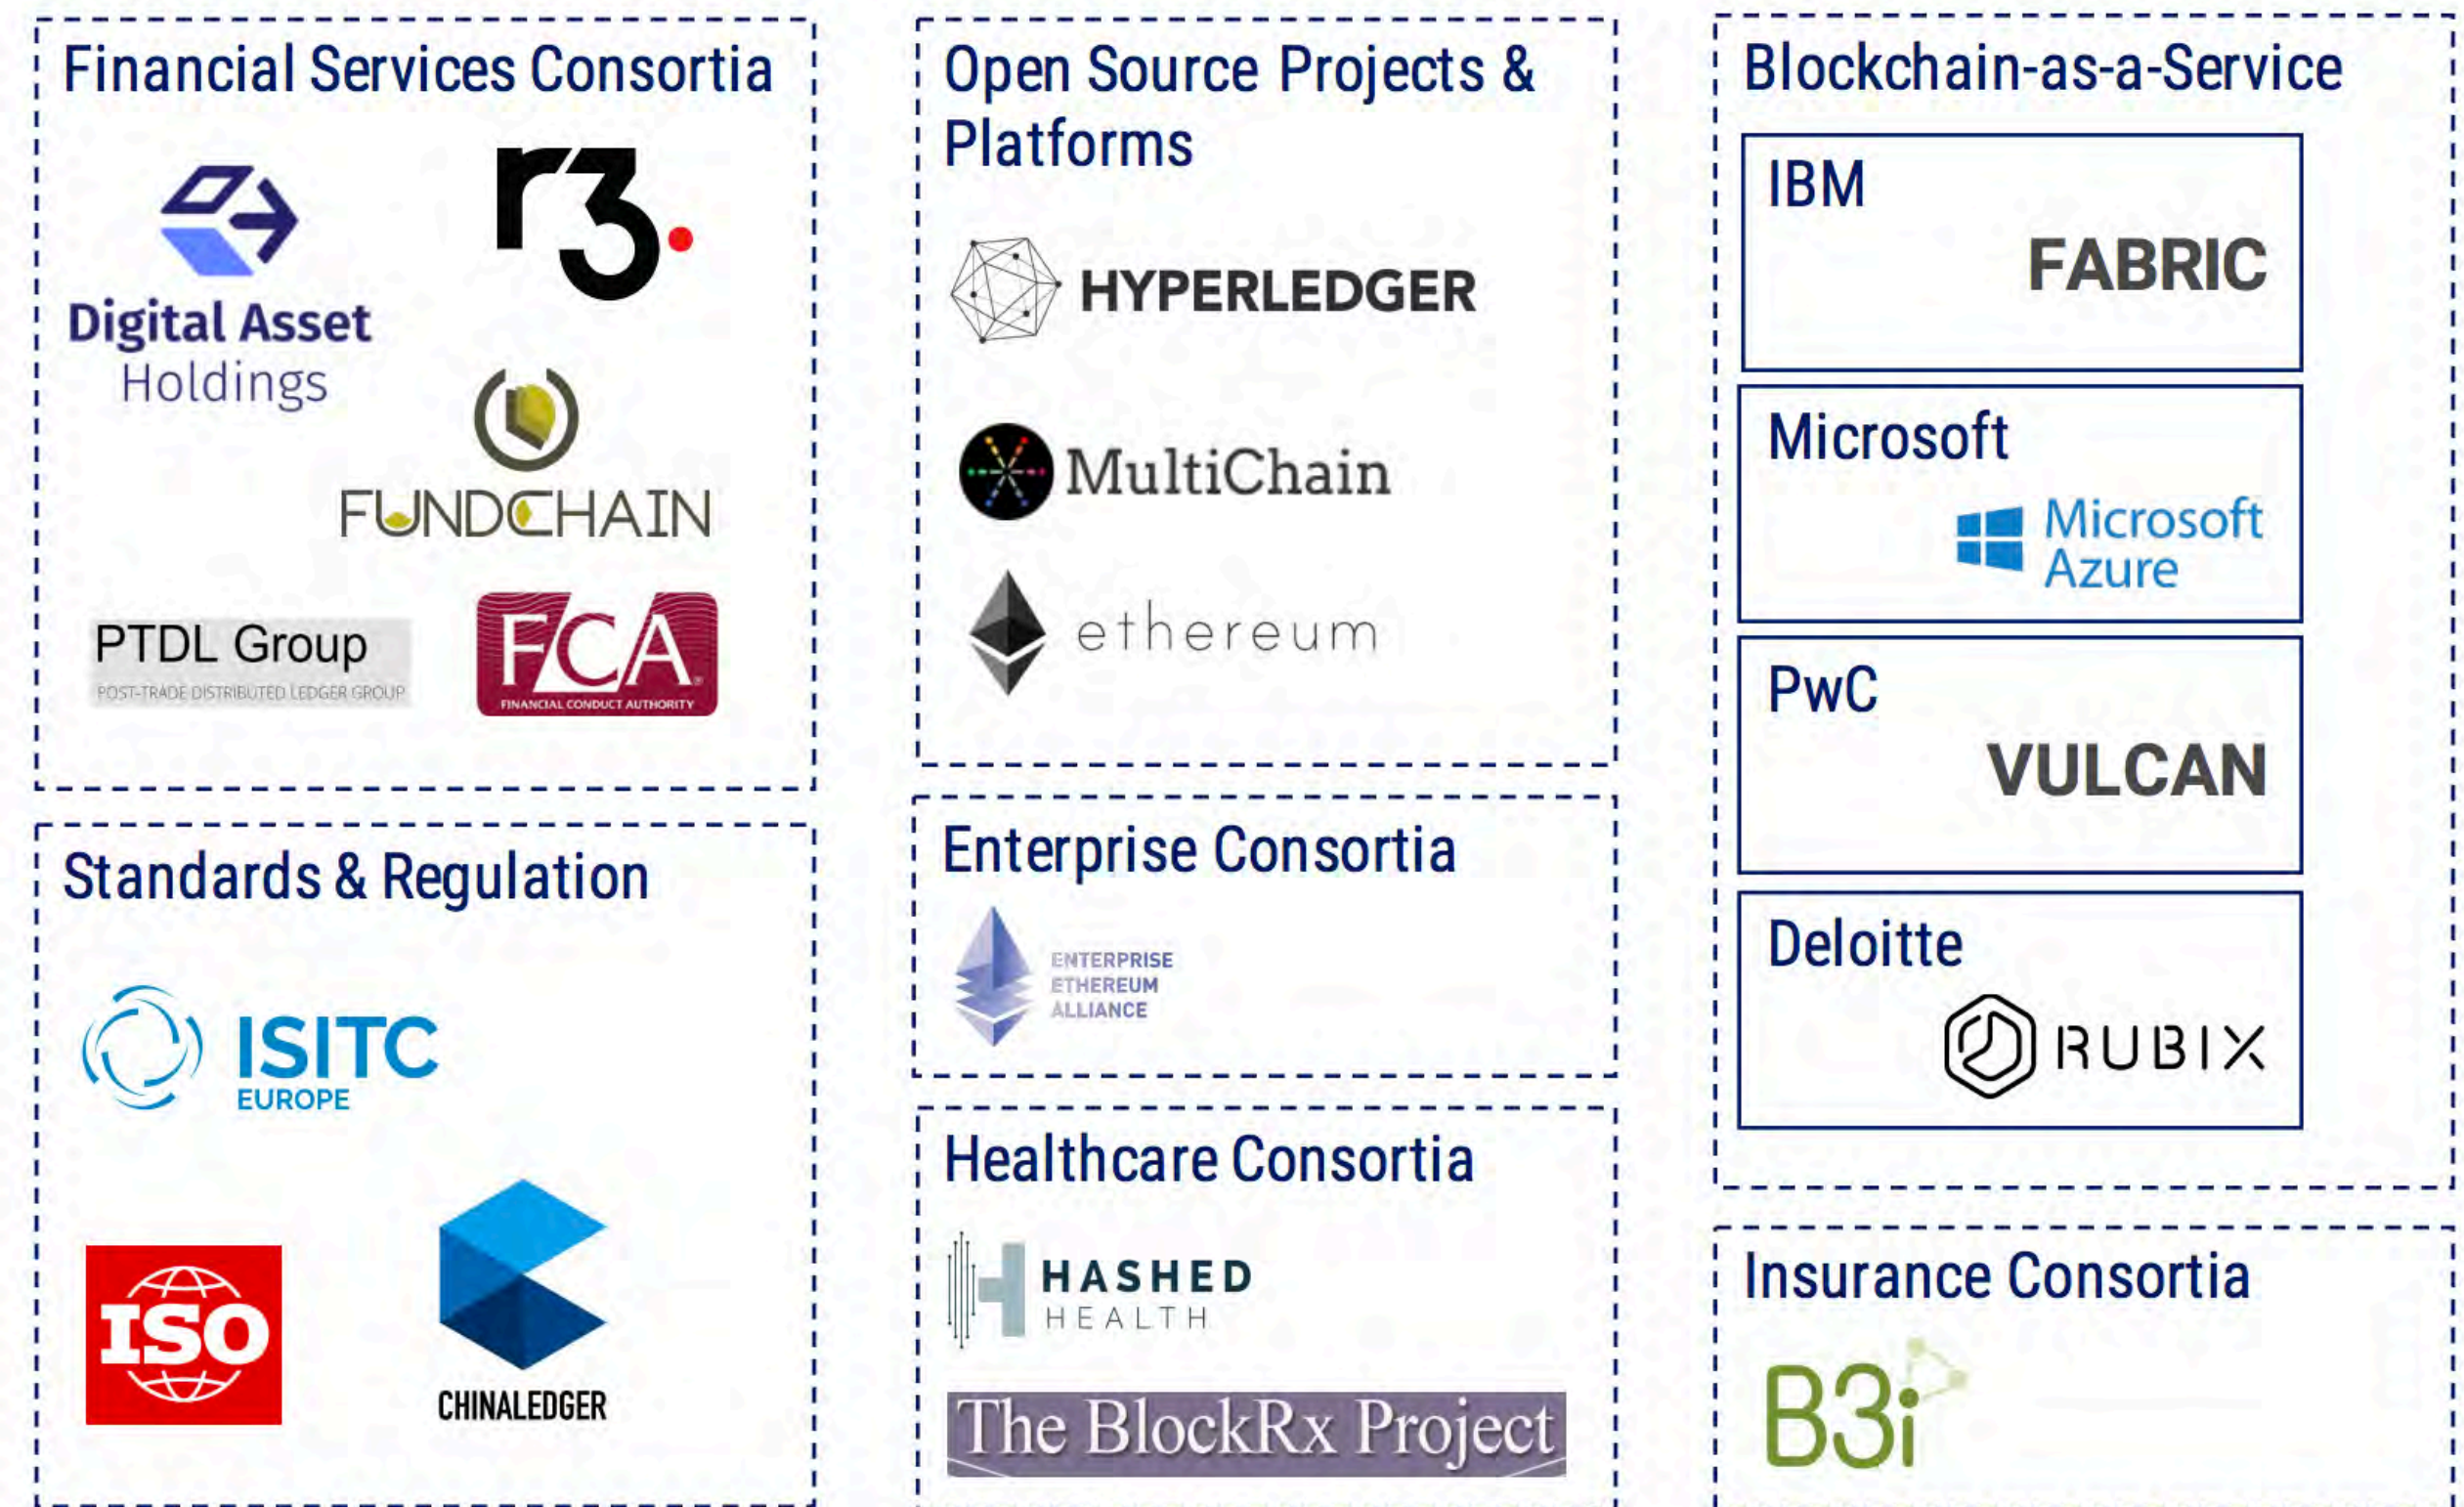 Financial Services Consortia
Digital Asset
Holdings
r3.
FUNDCHAIN
PTDL Group
POST-TRADE DISTRIBUTED LEDGER GROUP
FCA
FINANCIAL CONDUCT AUTHORITY
Standards & Regulation
ISITC
EUROPE
ISO
CHINALEDGER
Open Source Projects &
Platforms
HYPERLEDGER
MultiChain
ethereum
Enterprise Consortia
ENTERPRISE
ETHEREUM
ALLIANCE
Healthcare Consortia
HASHED
HEALTH
The BlockRx Project
Blockchain-as-a-Service
IBM
FABRIC
Microsoft
Microsoft
Azure
PwC
VULCAN
Deloitte
RUBIX
Insurance Consortia
B3i